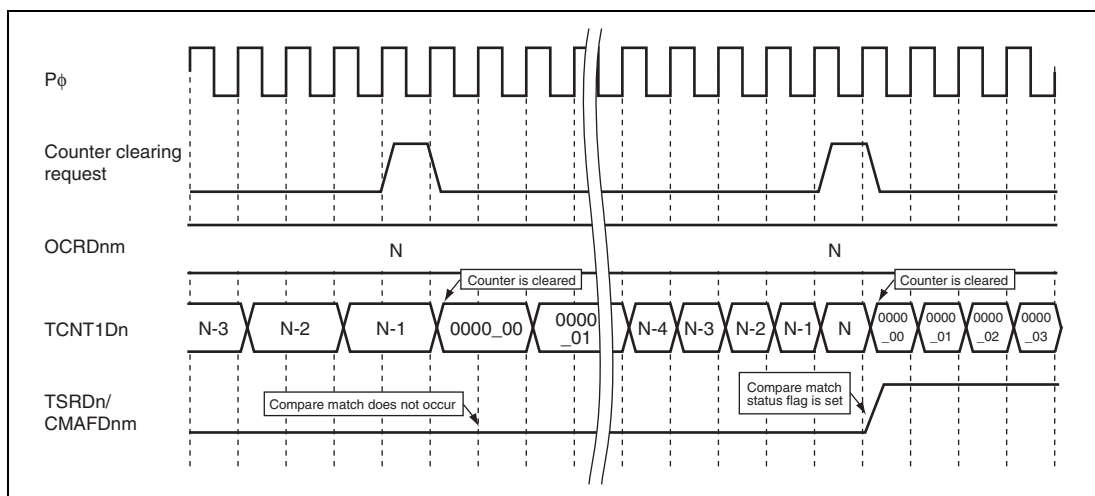 Pϕ
Counter clearing
request
OCRDnm
N
N
Counter is cleared
Counter is cleared
TCNT1Dn
N-3
N-2
N-1
0000_00
0000
_01
N-4
N-3
N-2
N-1
N
0000
_00
0000
_01
0000
_02
0000
_03
TSRDn/
CMAFDnm
Compare match does not occur
Compare match
status flag is set